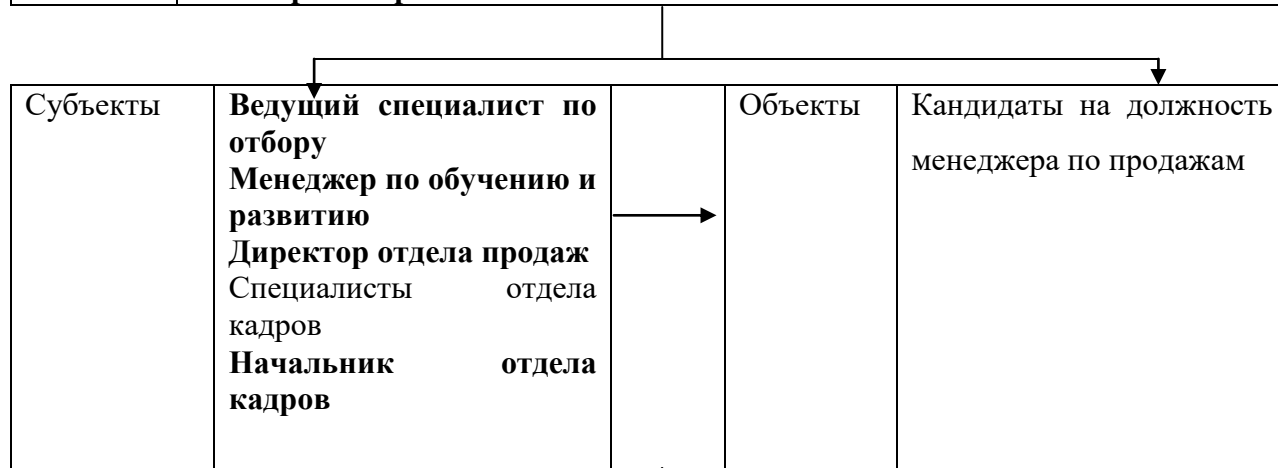 Субъекты
Ведущий специалист по
отбору
Менеджер по обучению и
развитию
Директор отдела продаж
Специалисты отдела
кадров
Начальник отдела
кадров
Объекты
Кандидаты на должность
менеджера по продажам